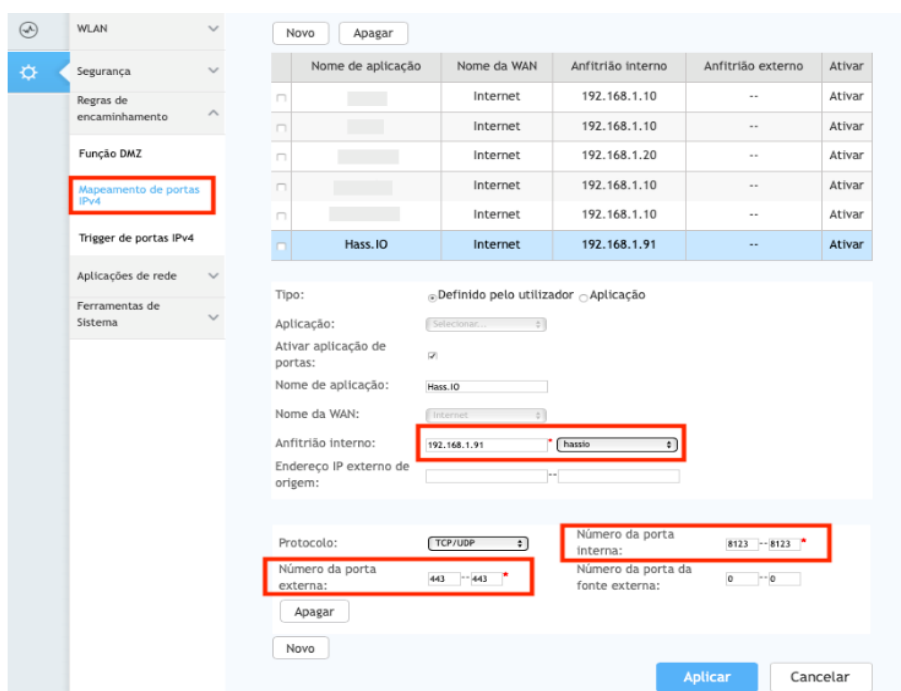 WLAN
Segurança
Regras de
encaminhamento
Função DMZ
Mapeamento de portas
IPv4
Trigger de portas IPv4
Aplicações de rede
Ferramentas de
Sistema
Novo Apagar
Nome de aplicação Nome da WAN Anfitrião interno Anfitrião externo Ativar
Internet 192.168.1.10 -- Ativar
Internet 192.168.1.10 -- Ativar
Internet 192.168.1.20 -- Ativar
Internet 192.168.1.10 -- Ativar
Internet 192.168.1.10 -- Ativar
Hass.IO Internet 192.168.1.91 -- Ativar
Tipo: Definido pelo utilizador Aplicação
Aplicação: Selecionar...
Ativar aplicação de
portas:
Nome de aplicação: Hass.IO
Nome da WAN: Internet
Anfitrião interno: 192.168.1.91 * hassio
Endereço IP externo de
origem: --
Protocolo: TCP/UDP
Número da porta
interna: 8123 -- 8123 *
Número da porta
externa: 443 -- 443 *
Número da porta da
fonte externa: 0 -- 0
Apagar
Novo
Aplicar Cancelar